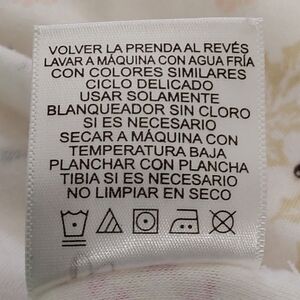 VOLVER LA PRENDA AL REVÉS
LAVAR A MÁQUINA CON AGUA FRÍA
CON COLORES SIMILARES
CICLO DELICADO
USAR SOLAMENTE
BLANQUEADOR SIN CLORO
SI ES NECESARIO
SECAR A MÁQUINA CON
TEMPERATURA BAJA
PLANCHAR CON PLANCHA
TIBIA SI ES NECESARIO
NO LIMPIAR EN SECO